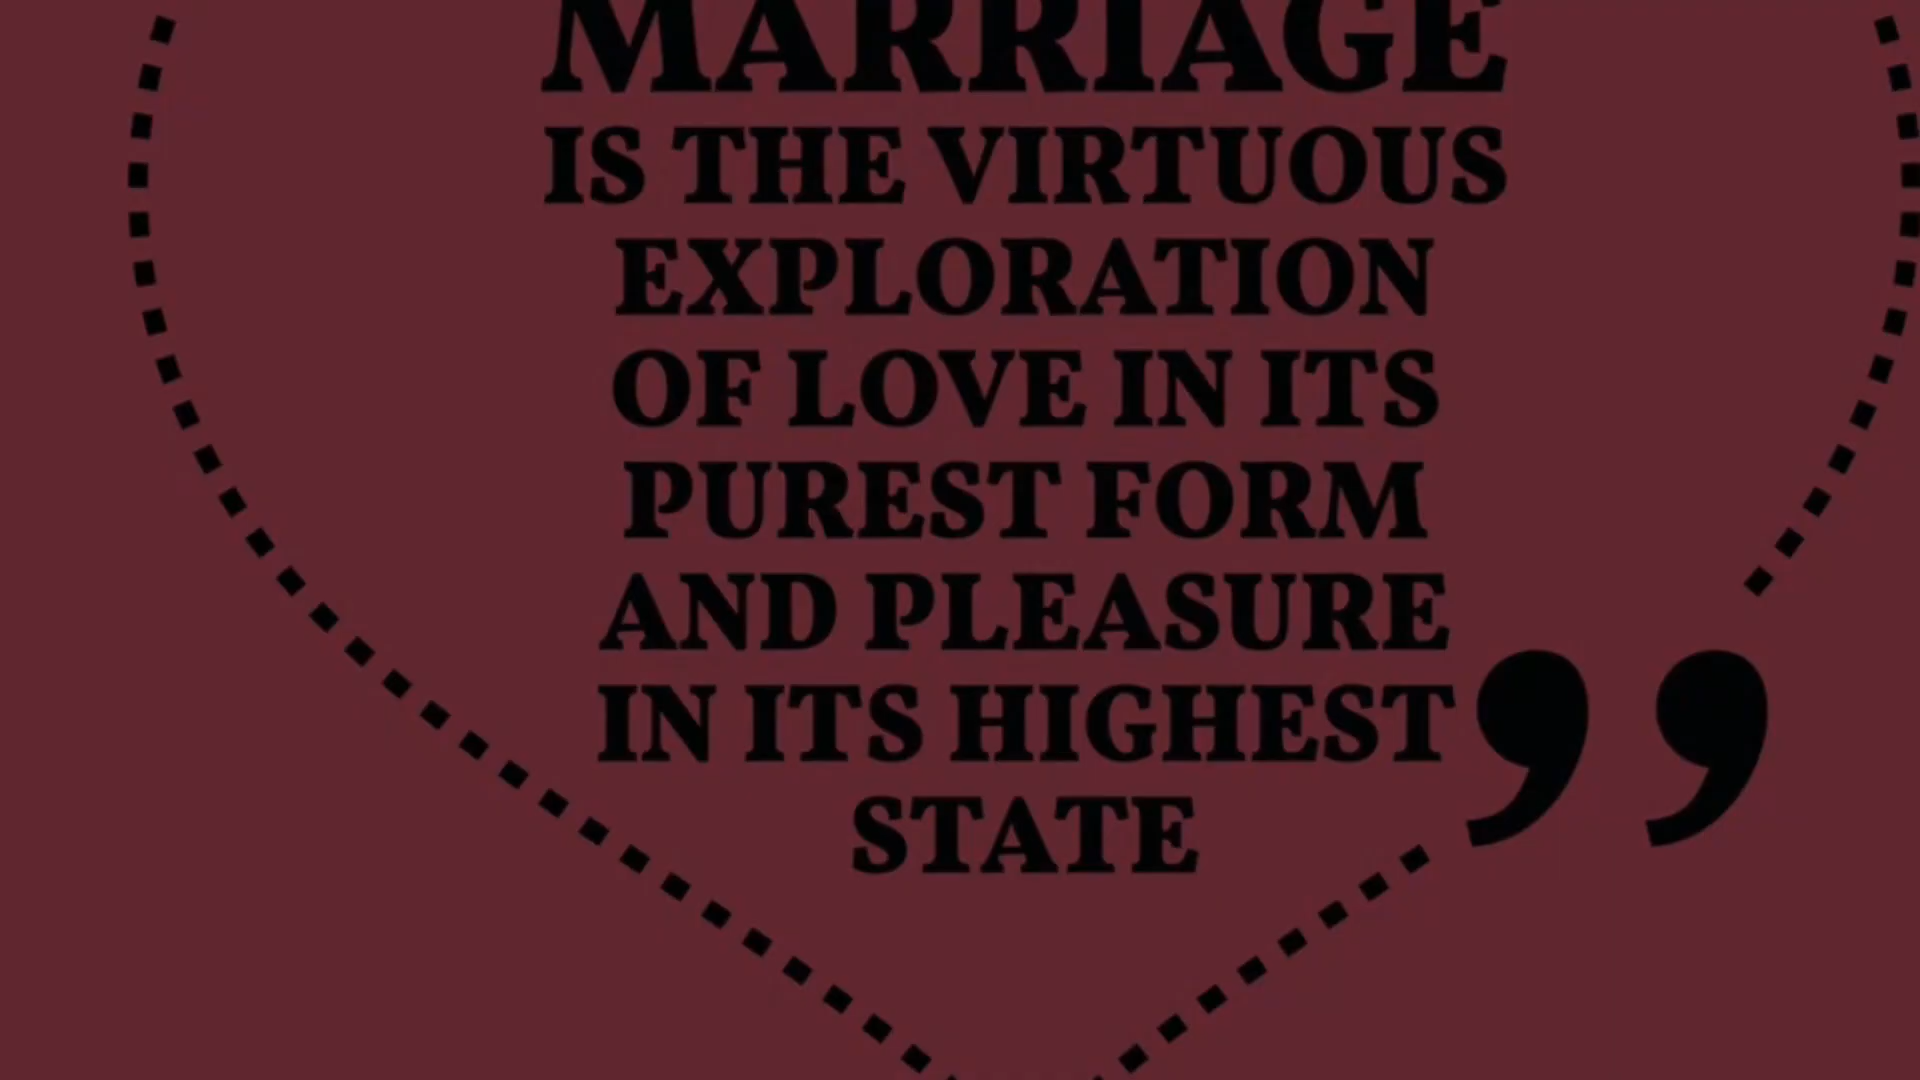 MARRIAGE
IS THE VIRTUOUS
EXPLORATION
OF LOVE IN ITS
PUREST FORM
AND PLEASURE
IN ITS HIGHEST
STATE ”